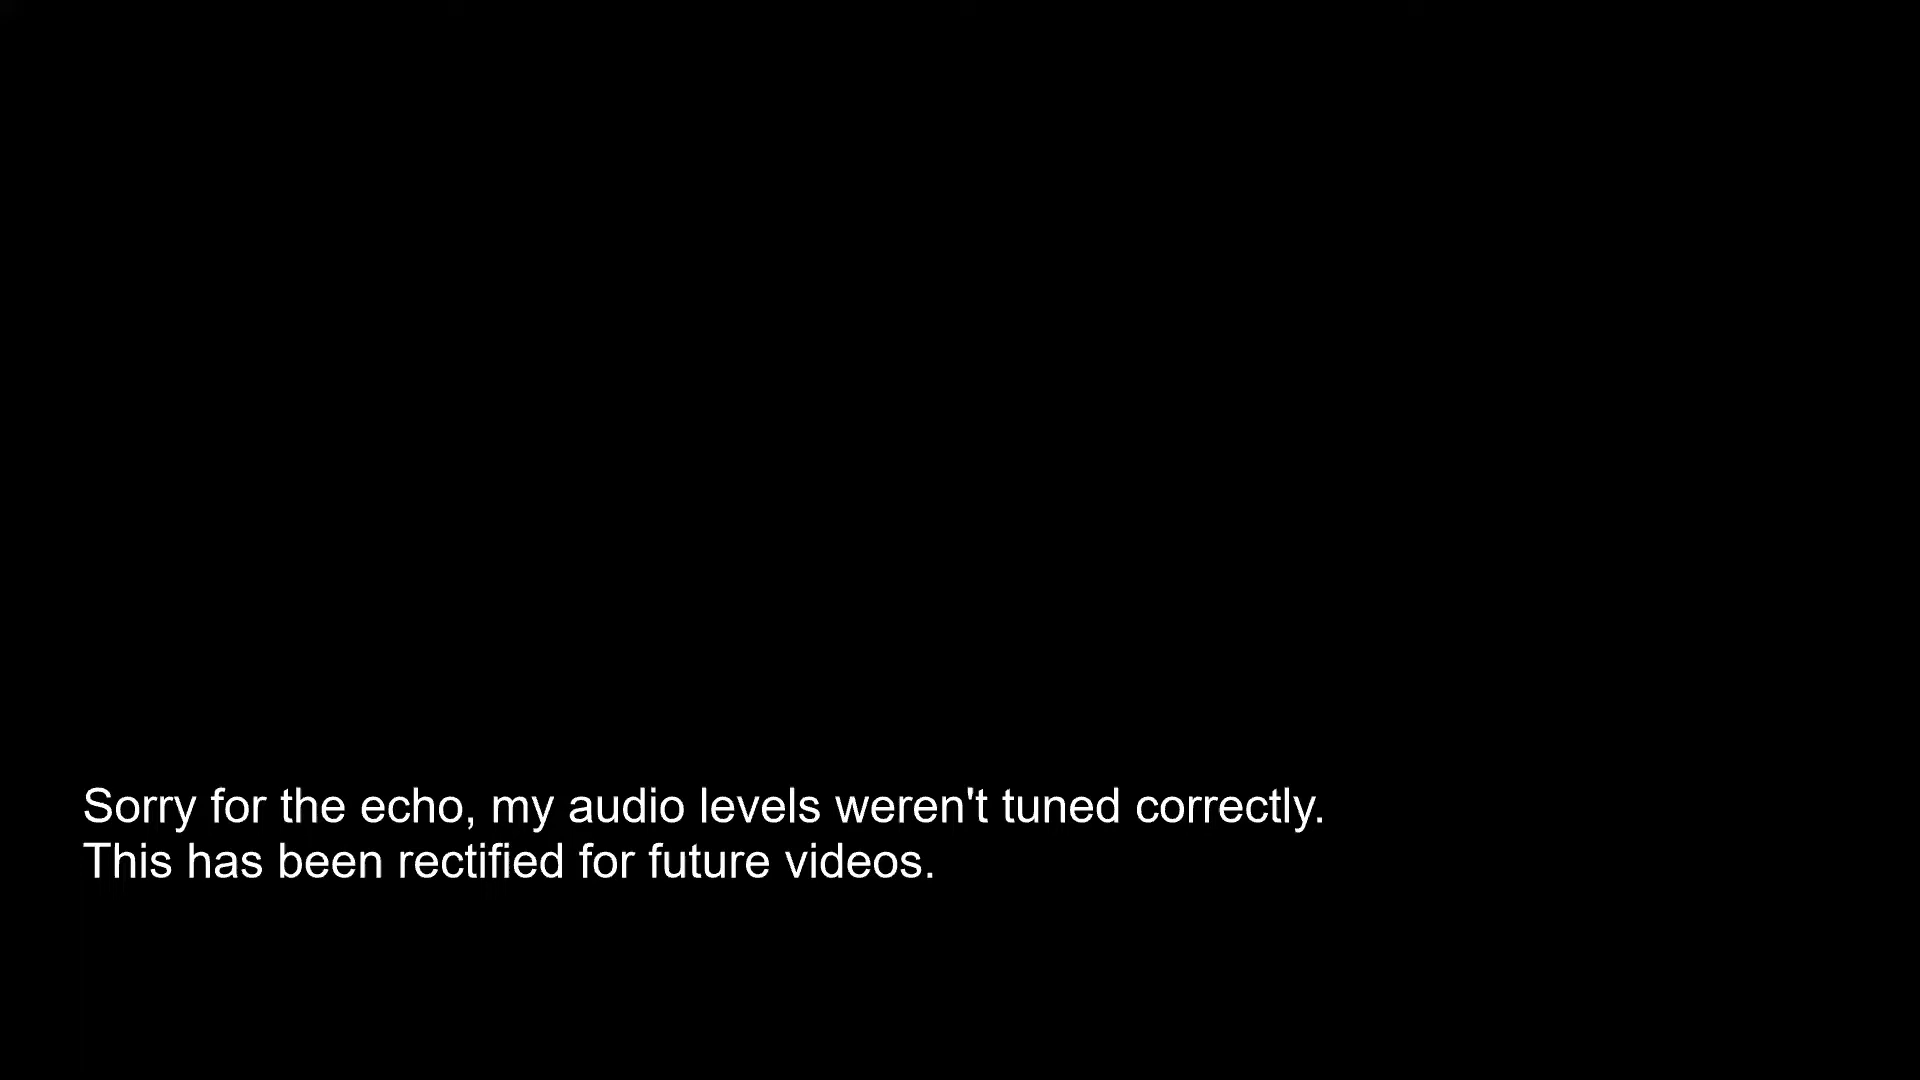 Sorry for the echo, my audio levels weren't tuned correctly.
This has been rectified for future videos.